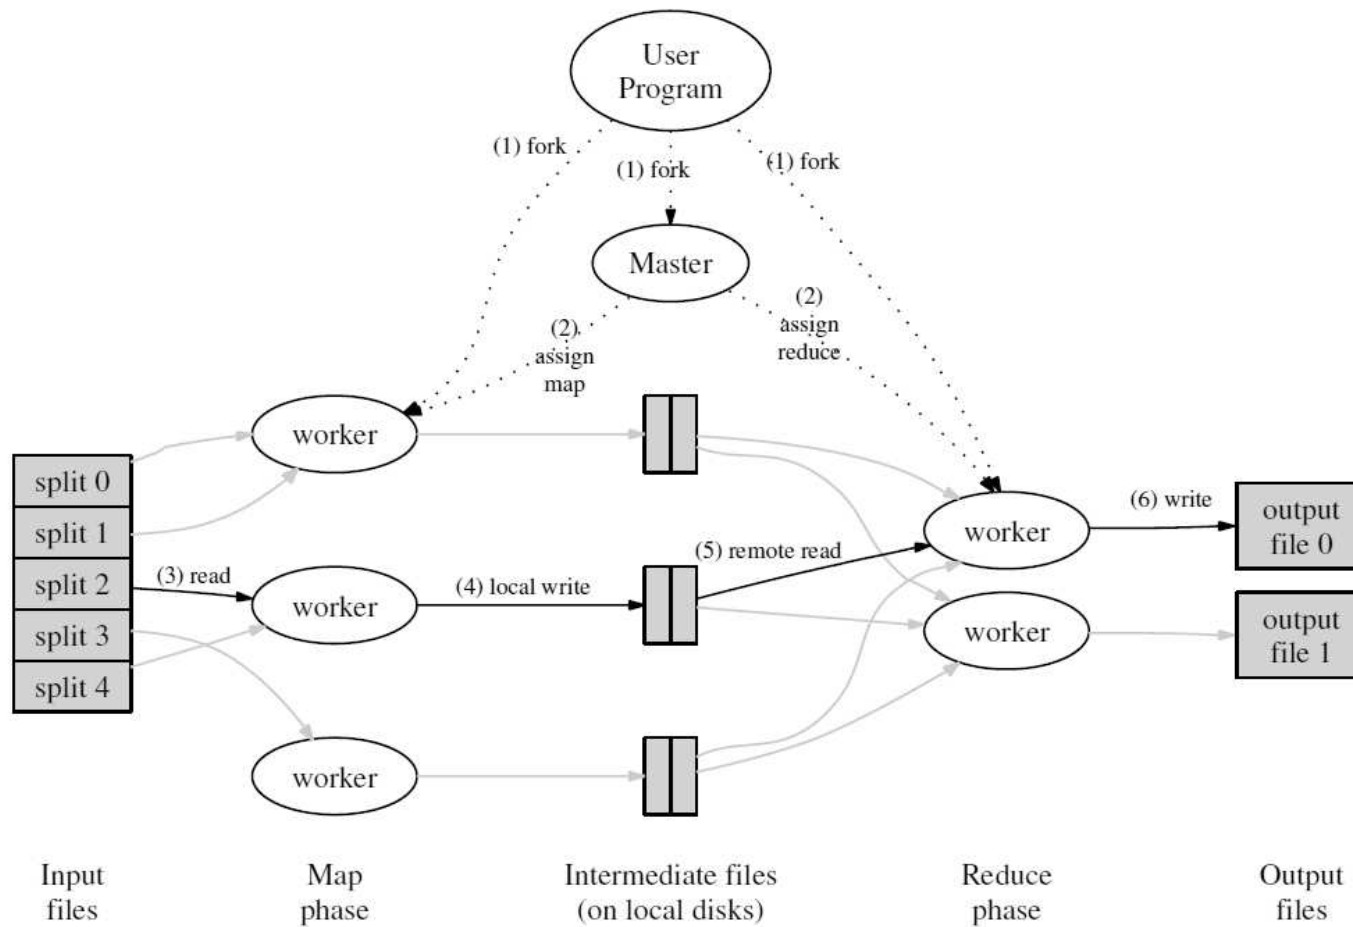 User
Program
(1) fork
(1) fork
(1) fork
Master
(2)
assign
map
(2)
assign
reduce
worker
split 0
split 1
split 2
split 3
split 4
(3) read
worker
(4) local write
(5) remote read
worker
(6) write
output
file 0
worker
output
file 1
worker
Input
files
Map
phase
Intermediate files
(on local disks)
Reduce
phase
Output
files